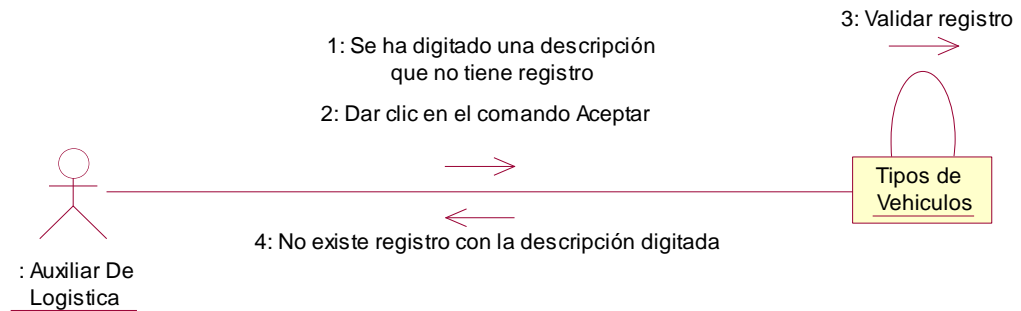 3: Validar registro
1: Se ha digitado una descripción
que no tiene registro
2: Dar clic en el comando Aceptar
Tipos de
Vehiculos
4: No existe registro con la descripción digitada
: Auxiliar De
Logistica